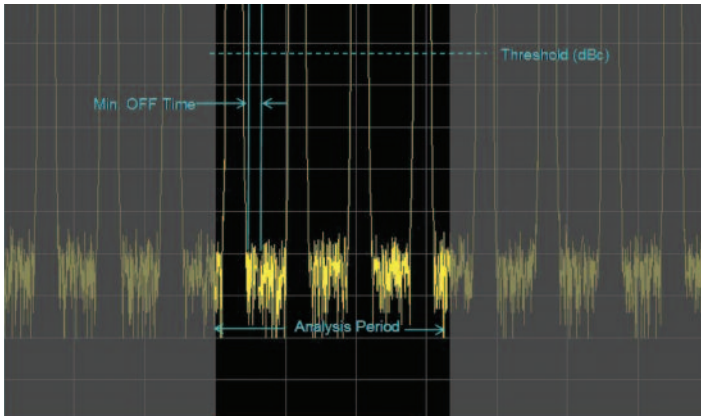 Threshold (dBc)
Min. OFF Time
Analysis Period